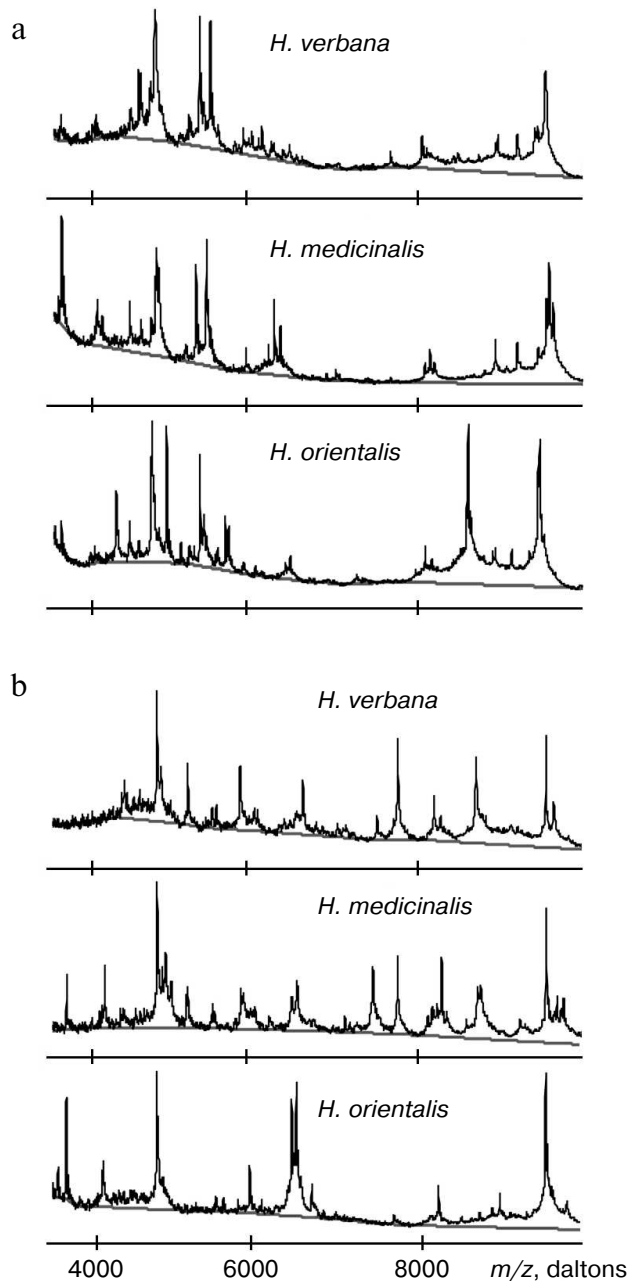 a
H. verbana
H. medicinalis
H. orientalis
b
H. verbana
H. medicinalis
H. orientalis
4000 6000 8000 m/z, daltons